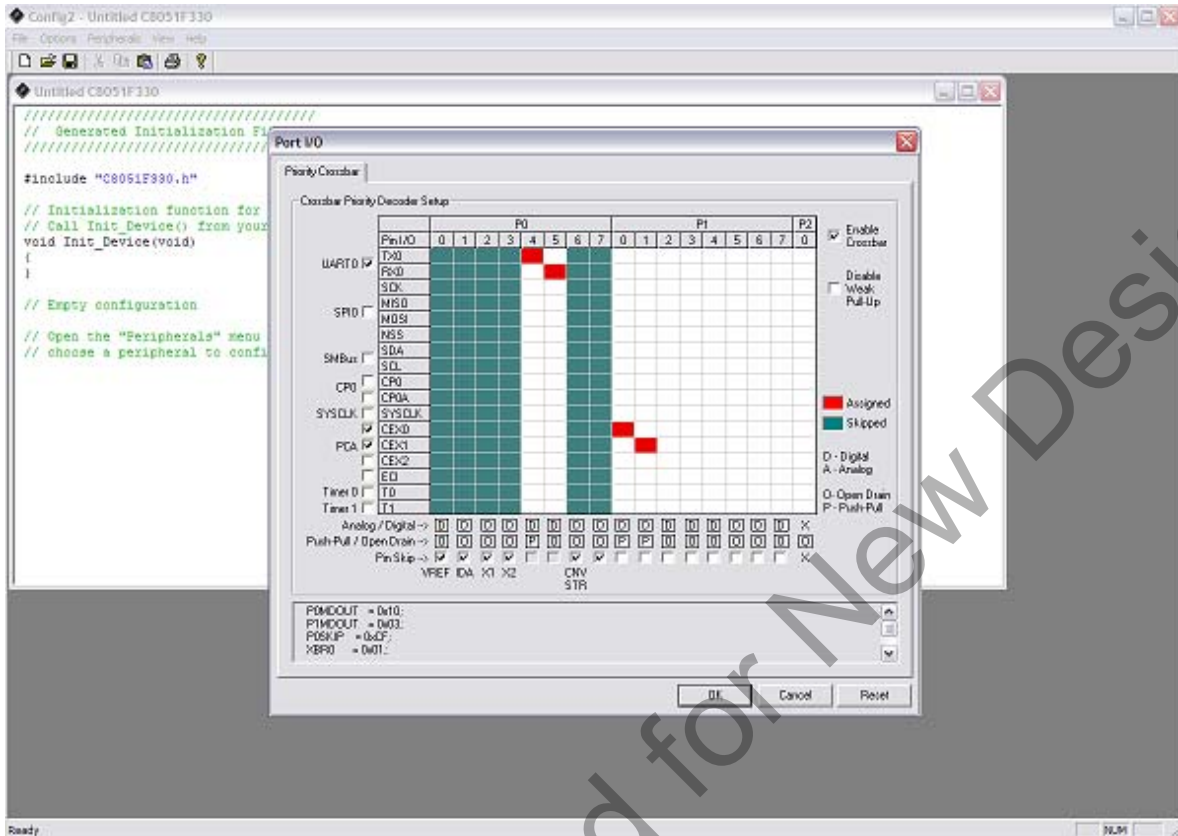 Config2 - Untitled C8051F330
File Options Peripherals View Help
Untitled C8051F330
//////////////////////////////////////
// Generated Initialization Fi
#include "C8051F330.h"
// Initialization function for
// Call Init_Device() from your
void Init_Device(void)
{
}
// Empty configuration
// Open the "Peripherals" menu
// choose a peripheral to confi
Port I/O
Priority Crossbar
Crossbar Priority Decoder Setup
P0 P1 P2
Pin I/O 0 1 2 3 4 5 6 7 0 1 2 3 4 5 6 7 0
UART0 TX0
RX0
SCK
SPI0 MISO
MOSI
NSS
SMBus SDA
SCL
CP0 CP0
CP0A
SYSCLK SYSCLK
CEX0
PCA CEX1
CEX2
ECI
Timer 0 T0
Timer 1 T1
Analog / Digital -> D D D D D D D D D D D D D D D D X
Push-Pull / Open Drain -> O O O O P O O O P P O O O O O O O
Pin Skip -> X
VREF IDA X1 X2 CNV
STR
Enable
Crossbar
Disable
Weak
Pull-Up
Assigned
Skipped
D - Digital
A - Analog
O - Open Drain
P - Push-Pull
P0MDOUT = 0x10;
P1MDOUT = 0x03;
P0SKIP = 0xCF;
XBR0 = 0x01;
OK Cancel Reset
Ready NUM
d for New Desi